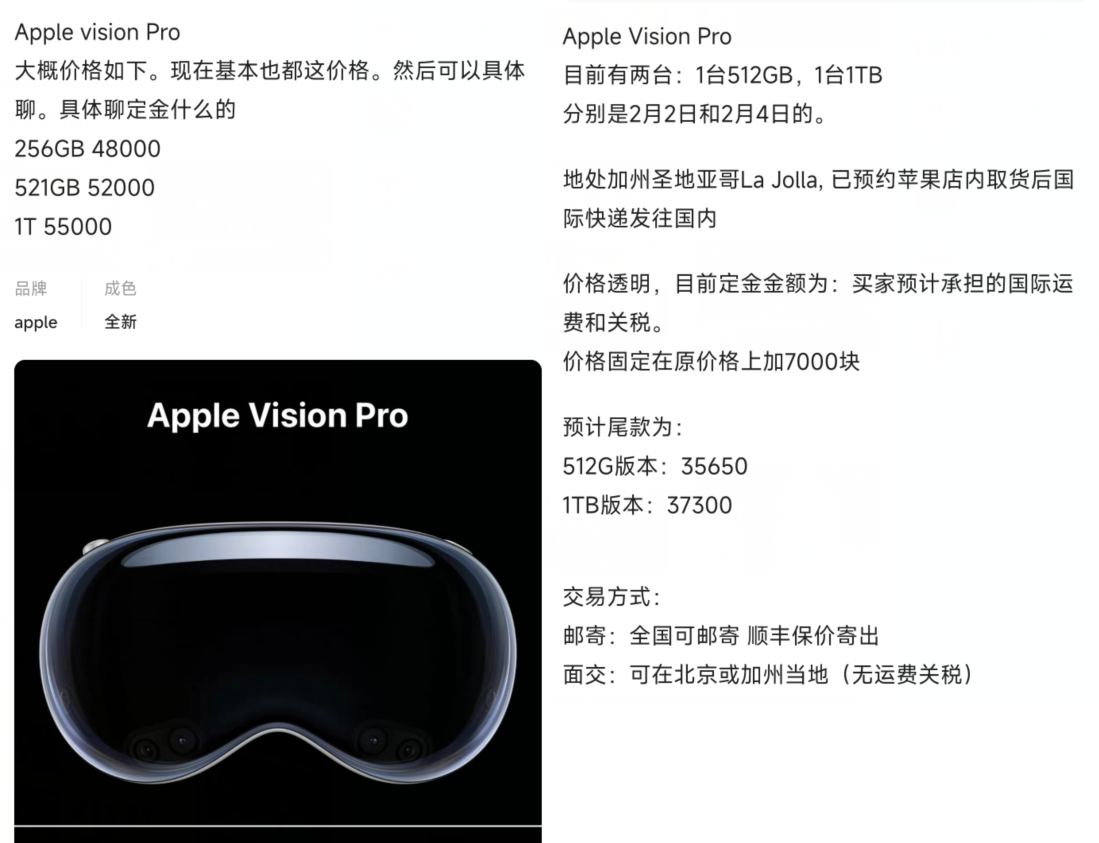 Apple vision Pro
大概价格如下。现在基本也都这价格。然后可以具体
聊。具体聊定金什么的
256GB 48000
521GB 52000
1T 55000
品牌 成色
apple 全新
Apple Vision Pro
Apple Vision Pro
目前有两台：1台512GB，1台1TB
分别是2月2日和2月4日的。
地处加州圣地亚哥La Jolla, 已预约苹果店内取货后国
际快递发往国内
价格透明，目前定金金额为：买家预计承担的国际运
费和关税。
价格固定在原价格上加7000块
预计尾款为：
512G版本：35650
1TB版本：37300
交易方式：
邮寄：全国可邮寄 顺丰保价寄出
面交：可在北京或加州当地（无运费关税）